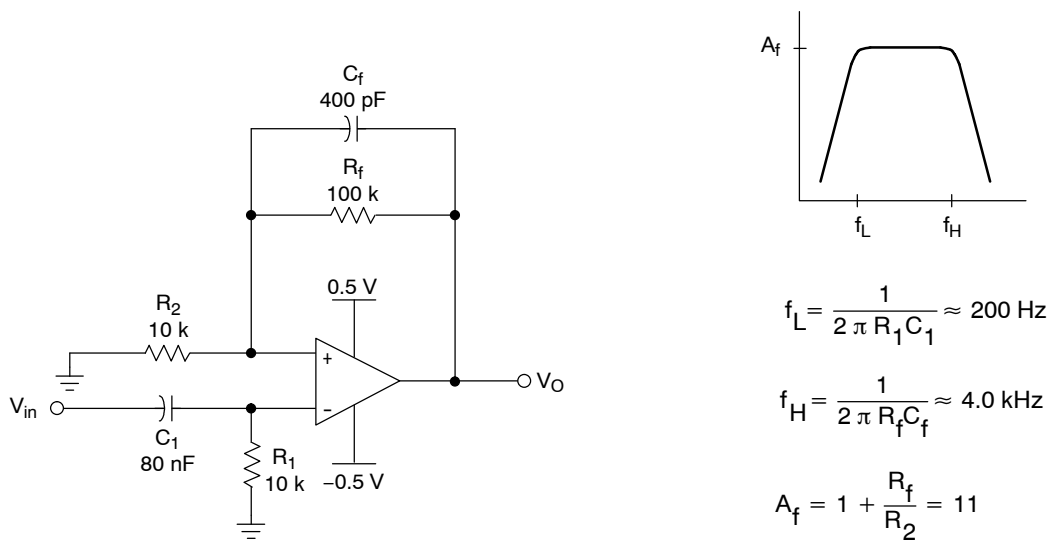 C_f
400 pF
R_f
100 k
0.5 V
R_2
10 k
+
V_in
-
V_O
C_1
80 nF
R_1
10 k
−0.5 V
A_f
f_L
f_H
f_L = 1 / (2 π R_1C_1) ≈ 200 Hz
f_H = 1 / (2 π R_fC_f) ≈ 4.0 kHz
A_f = 1 + R_f / R_2 = 11